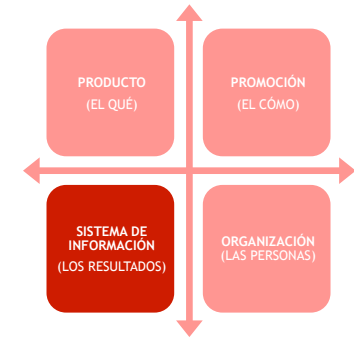 PRODUCTO
(EL QUÉ)
PROMOCIÓN
(EL CÓMO)
SISTEMA DE
INFORMACIÓN
(LOS RESULTADOS)
ORGANIZACIÓN
(LAS PERSONAS)